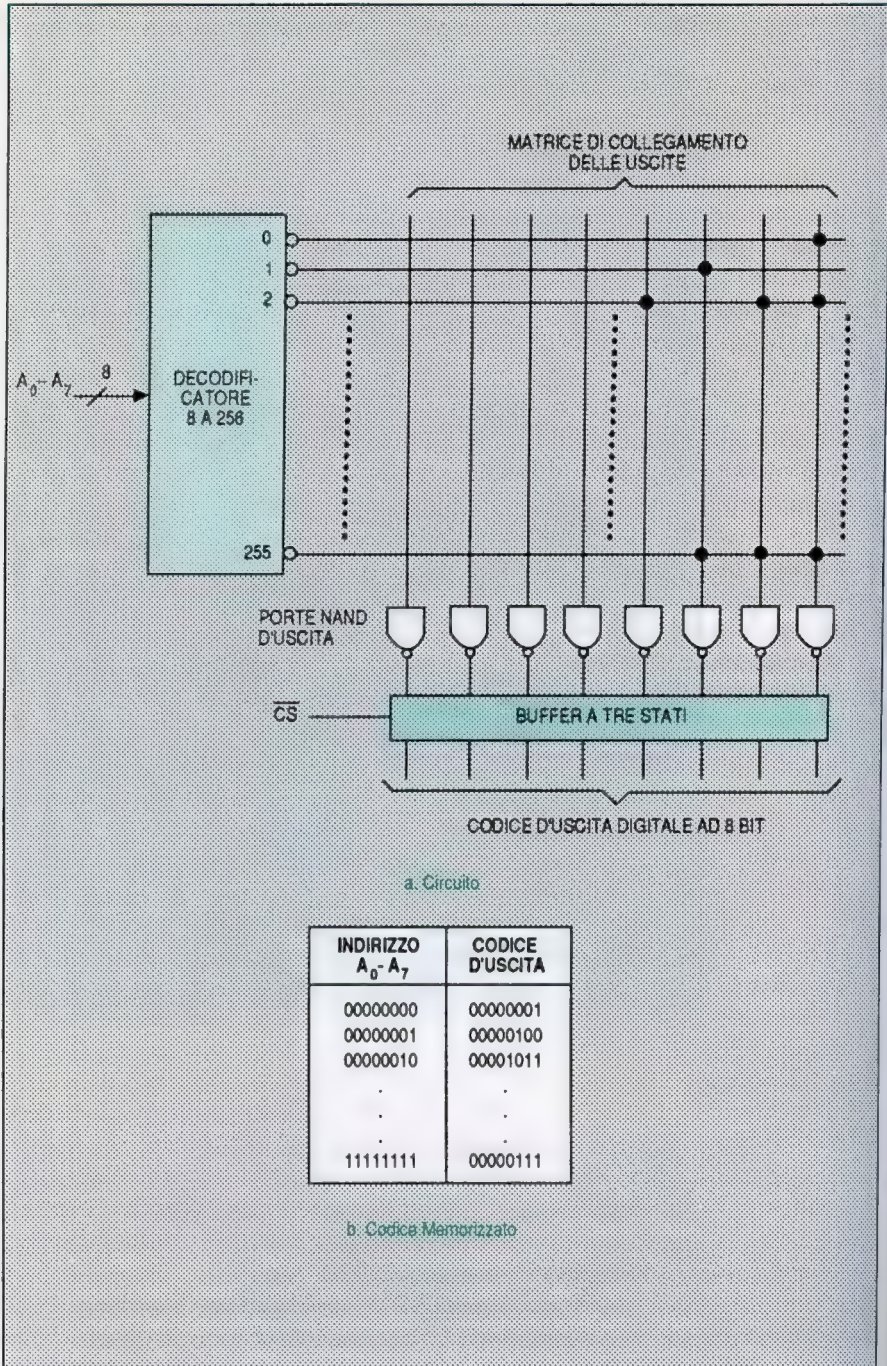 MATRICE DI COLLEGAMENTO
DELLE USCITE
0
1
2
A0- A7
8
DECODIFI-
CATORE
8 A 256
255
PORTE NAND
D'USCITA
CS
BUFFER A TRE STATI
CODICE D'USCITA DIGITALE AD 8 BIT
a. Circuito
INDIRIZZO A0- A7
CODICE D'USCITA
00000000 00000001
00000001 00000100
00000010 00001011
. .
. .
. .
11111111 00000111
b. Codice Memorizzato